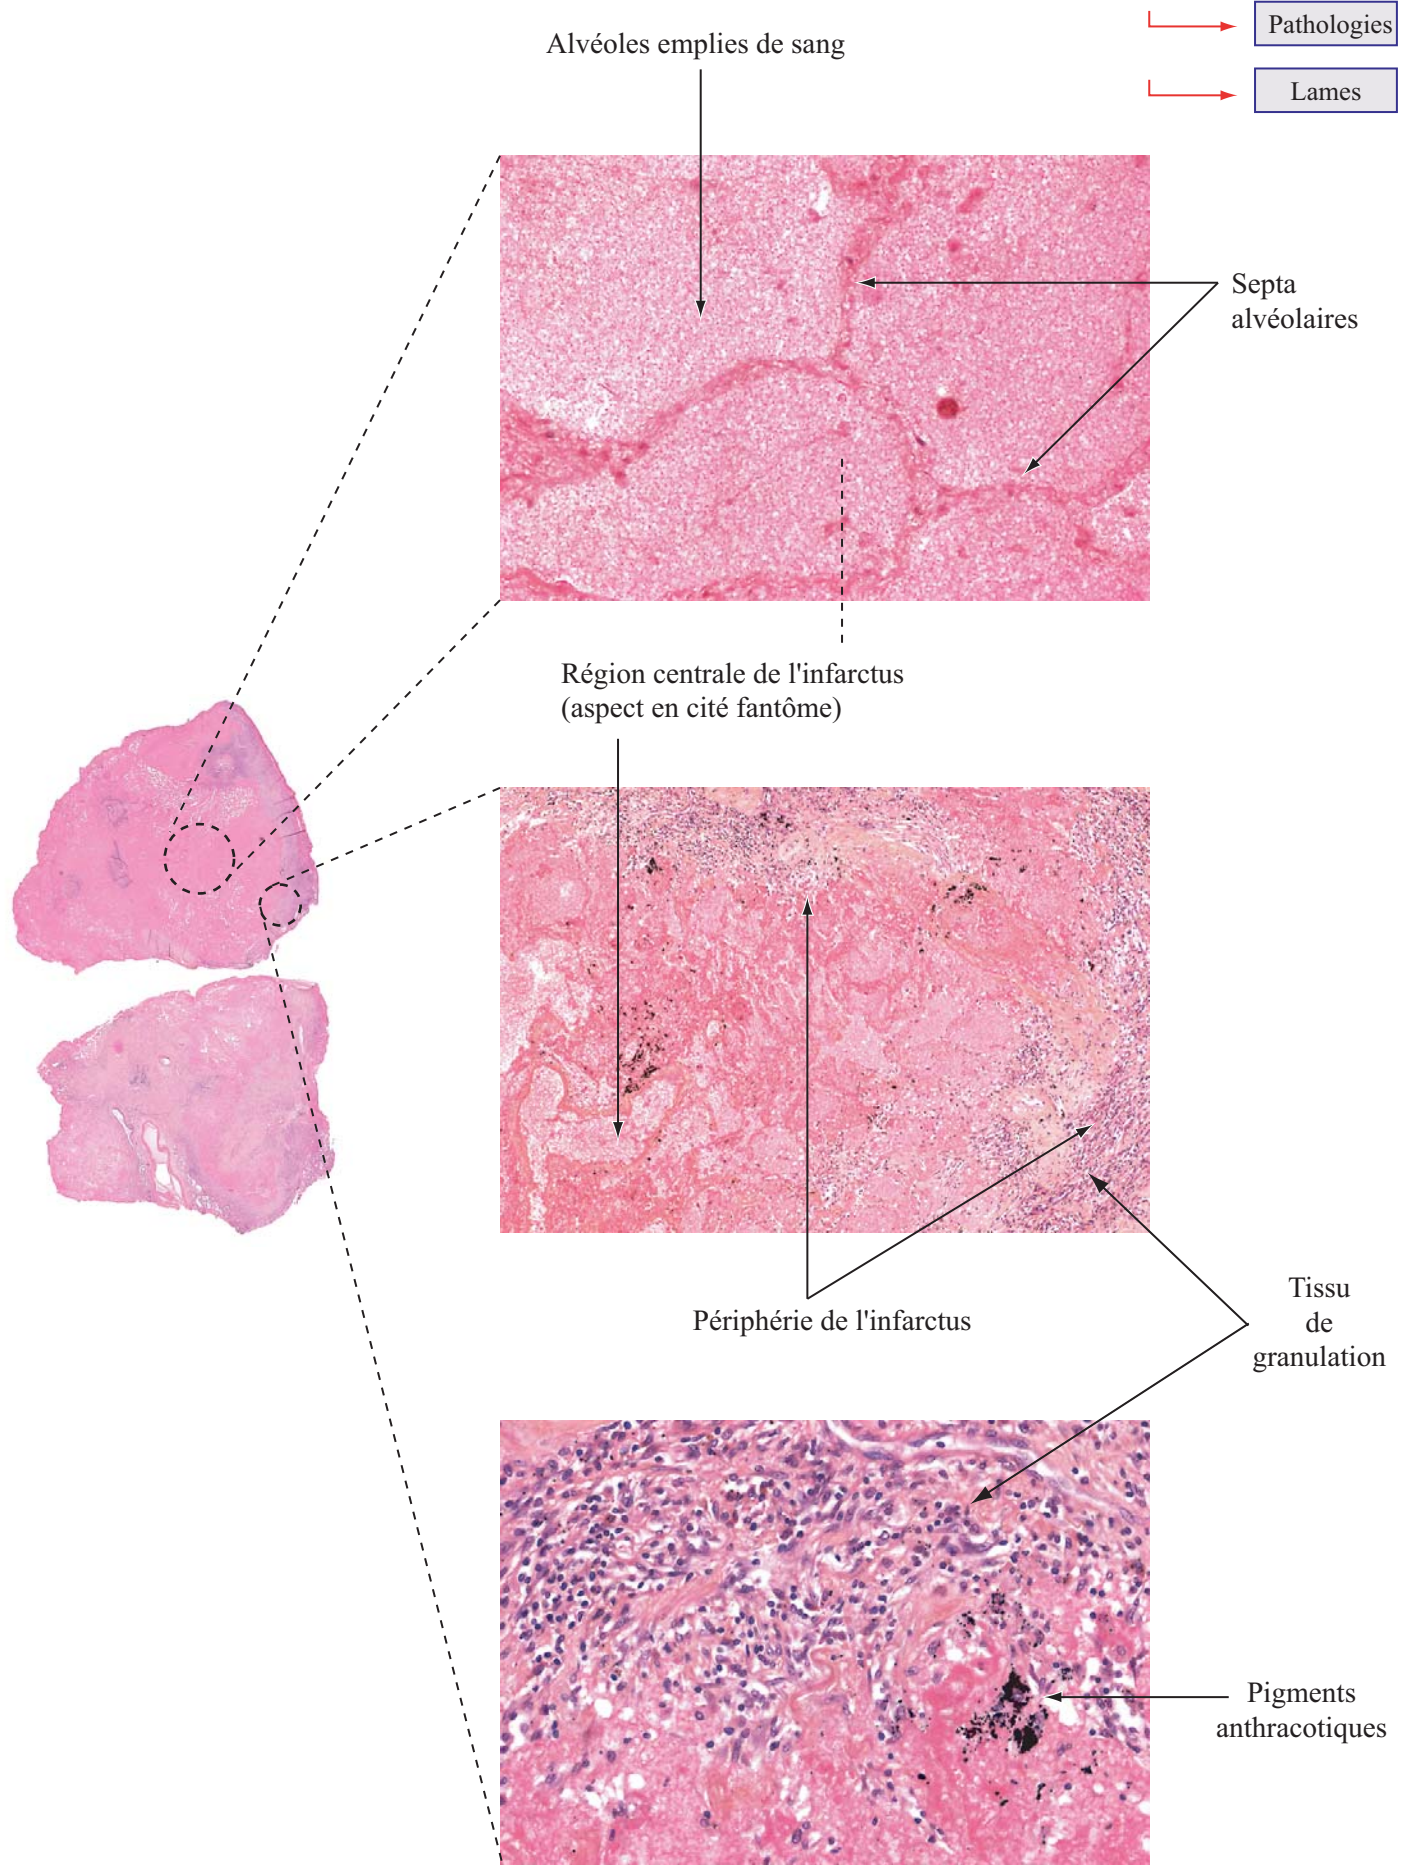 Pathologies
Alvéoles emplies de sang
Lames
Septa
alvéolaires
Région centrale de l'infarctus
(aspect en cité fantôme)
Périphérie de l'infarctus
Tissu
de
granulation
Pigments
anthracotiques